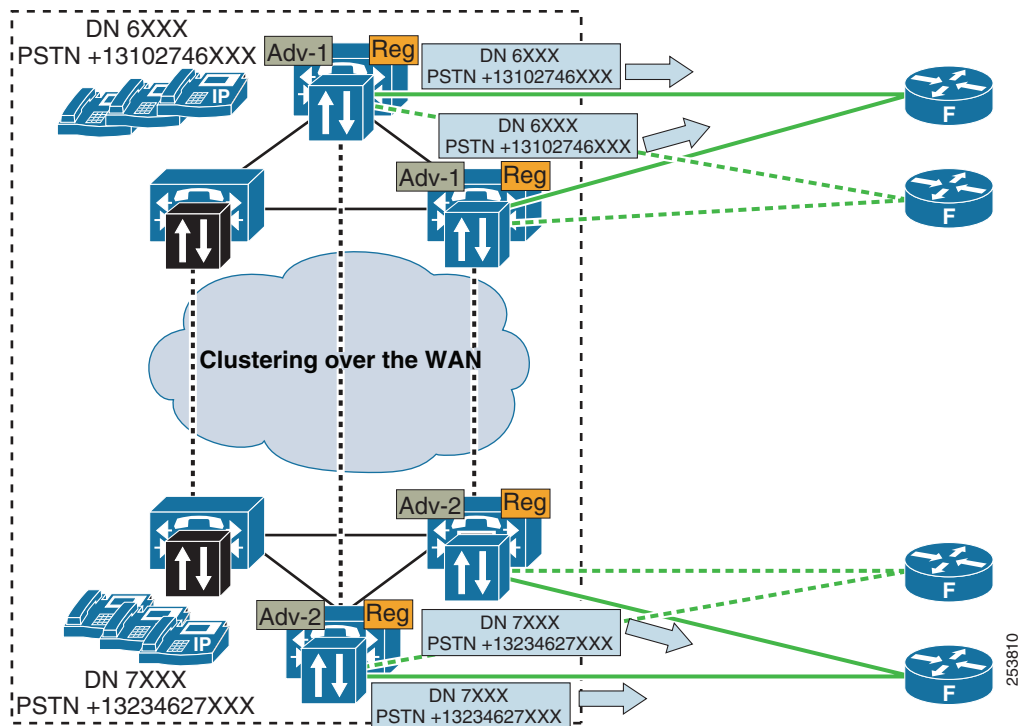 DN 6XXX
PSTN +13102746XXX
IP
Adv-1
Reg
DN 6XXX
PSTN +13102746XXX
F
DN 6XXX
PSTN +13102746XXX
Adv-1
Reg
F
Clustering over the WAN
Adv-2
Reg
F
IP
Adv-2
Reg
DN 7XXX
PSTN +13234627XXX
DN 7XXX
PSTN +13234627XXX
F
DN 7XXX
PSTN +13234627XXX
253810